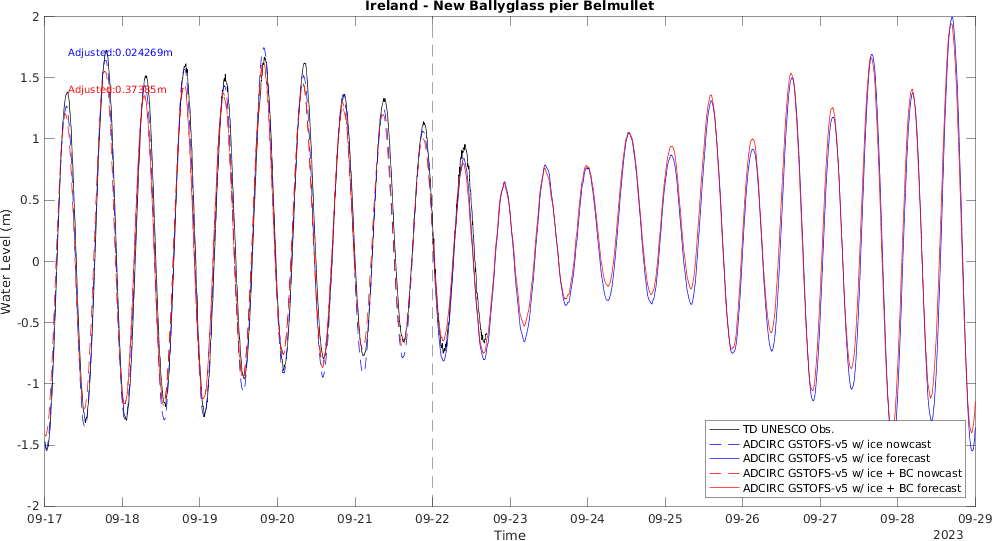 Ireland - New Ballyglass pier Belmullet
2
1.5
1
0.5
0
-0.5
-1
-1.5
-2
Water Level (m)
Adjusted:0.024269m
Adjusted:0.37385m
TD UNESCO Obs.
ADCIRC GSTOFS-v5 w/ ice nowcast
ADCIRC GSTOFS-v5 w/ ice forecast
ADCIRC GSTOFS-v5 w/ ice + BC nowcast
ADCIRC GSTOFS-v5 w/ ice + BC forecast
09-17 09-18 09-19 09-20 09-21 09-22 09-23 09-24 09-25 09-26 09-27 09-28 09-29
Time
2023